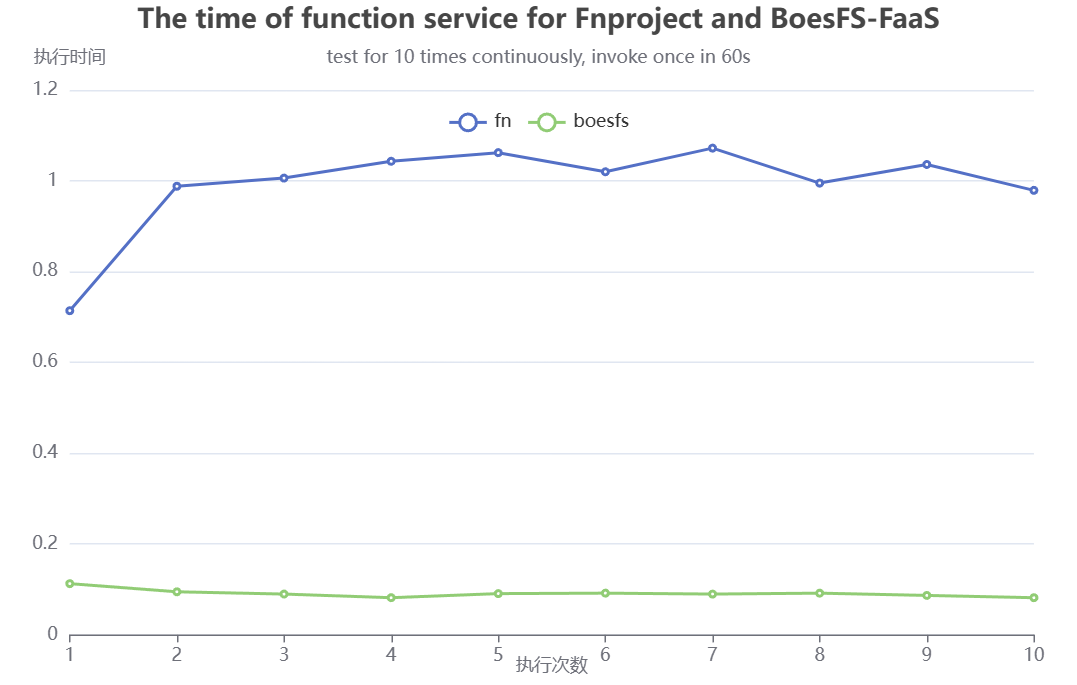 The time of function service for Fnproject and BoesFS-FaaS
test for 10 times continuously, invoke once in 60s
执行时间
fn
boesfs
1.2
1
0.8
0.6
0.4
0.2
0
1 2 3 4 5 6 7 8 9 10
执行次数